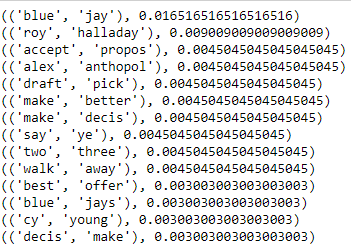 (('blue', 'jay'), 0.016516516516516516)
(('roy', 'halladay'), 0.009009009009009009)
(('accept', 'propos'), 0.0045045045045045045)
(('alex', 'anthopol'), 0.0045045045045045045)
(('draft', 'pick'), 0.0045045045045045045)
(('make', 'better'), 0.0045045045045045045)
(('make', 'decis'), 0.0045045045045045045)
(('say', 'ye'), 0.0045045045045045045)
(('two', 'three'), 0.0045045045045045045)
(('walk', 'away'), 0.0045045045045045045)
(('best', 'offer'), 0.003003003003003003)
(('blue', 'jays'), 0.003003003003003003)
(('cy', 'young'), 0.003003003003003003)
(('decis', 'make'), 0.003003003003003003)